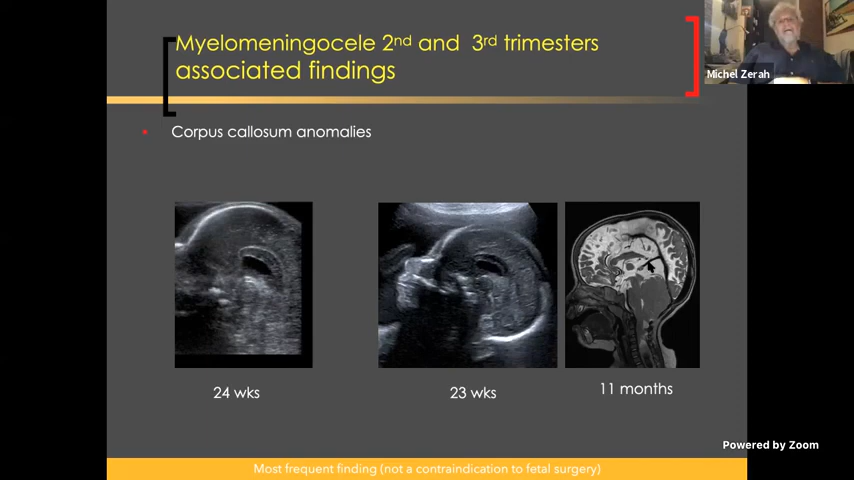 Myelomeningocele 2nd and 3rd trimesters
associated findings
Michel Zerah
Corpus callosum anomalies
24 wks
23 wks
11 months
Powered by Zoom
Most frequent finding (not a contraindication to fetal surgery)